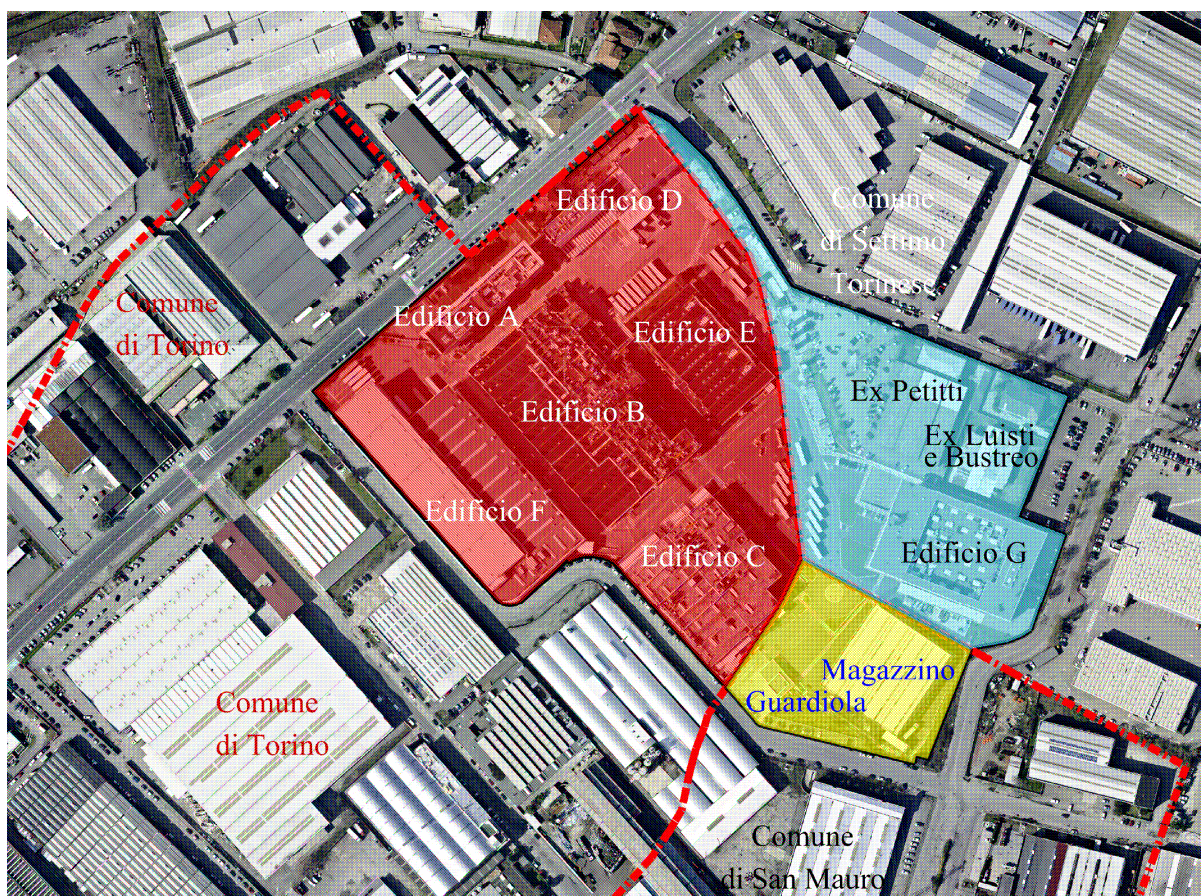 Edificio D
Comune
di Settimo
Torinese
Edificio A
Edificio E
Comune
di Torino
Ex Petitti
Edificio B
Ex Luisti
e Bustreo
Edificio F
Edificio C
Edificio G
Magazzino
Guardiola
Comune
di Torino
Comune
di San Mauro